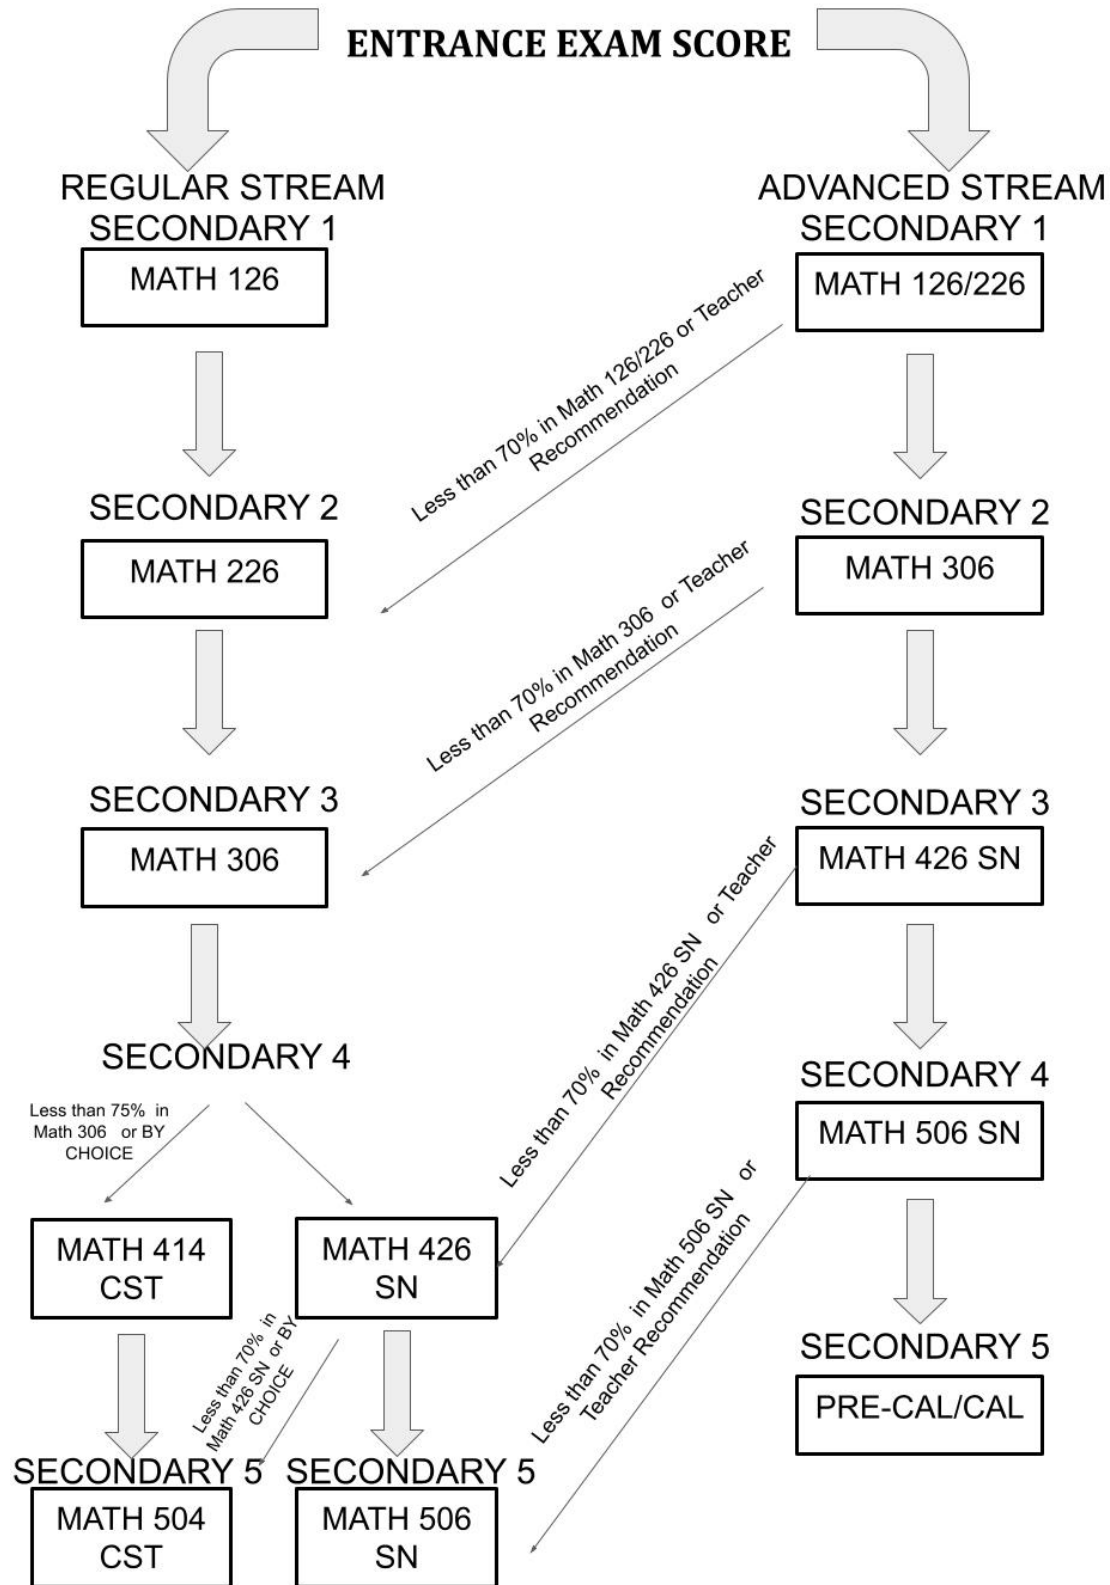 ENTRANCE EXAM SCORE
REGULAR STREAM
SECONDARY 1
MATH 126
ADVANCED STREAM
SECONDARY 1
MATH 126/226
Less than 70% in Math 126/226 or Teacher
Recommendation
SECONDARY 2
MATH 226
SECONDARY 2
MATH 306
Less than 70% in Math 306 or Teacher
Recommendation
SECONDARY 3
MATH 306
SECONDARY 3
MATH 426 SN
Less than 70% in Math 426 SN or Teacher
Recommendation
SECONDARY 4
Less than 75% in
Math 306 or BY
CHOICE
MATH 414
CST
MATH 426
SN
SECONDARY 4
MATH 506 SN
Less than 70% in Math 506 SN or
Teacher Recommendation
Less than 70% in
Math 426 SN or BY
CHOICE
SECONDARY 5
MATH 504
CST
SECONDARY 5
MATH 506
SN
SECONDARY 5
PRE-CAL/CAL